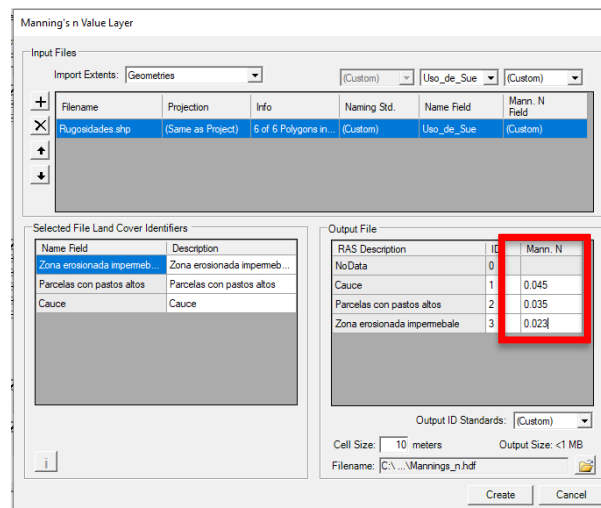 Manning's n Value Layer
Input Files
Import Extents: Geometries (Custom) Uso_de_Sue (Custom)
Filename Projection Info Naming Std. Name Field Mann. N Field
Rugosidades.shp (Same as Project) 6 of 6 Polygons in... (Custom) Uso_de_Sue (Custom)
Selected File Land Cover Identifiers
Name Field Description
Zona erosionada impermeb... Zona erosionada impermeb...
Parcelas con pastos altos Parcelas con pastos altos
Cauce Cauce
i
Output File
RAS Description ID Mann. N
NoData 0
Cauce 1 0.045
Parcelas con pastos altos 2 0.035
Zona erosionada impermebale 3 0.023
Output ID Standards: (Custom)
Cell Size: 10 meters Output Size: <1 MB
Filename: C:\ ...\Mannings_n.hdf
Create Cancel